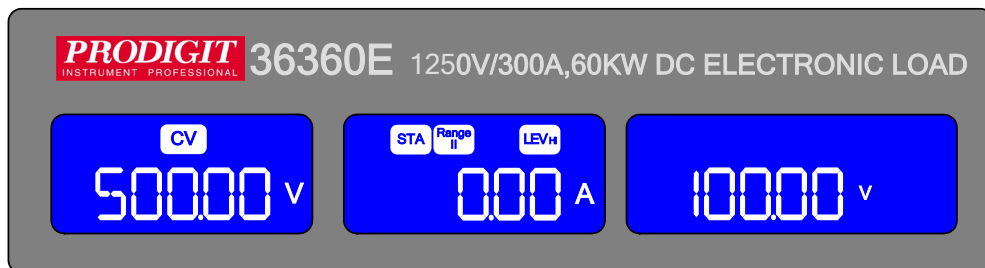 PRODIGIT
INSTRUMENT PROFESSIONAL
36360E 1250V/300A,60KW DC ELECTRONIC LOAD
CV
STA Range II LEVHI
500.00 V
0.00 A
100.00 V